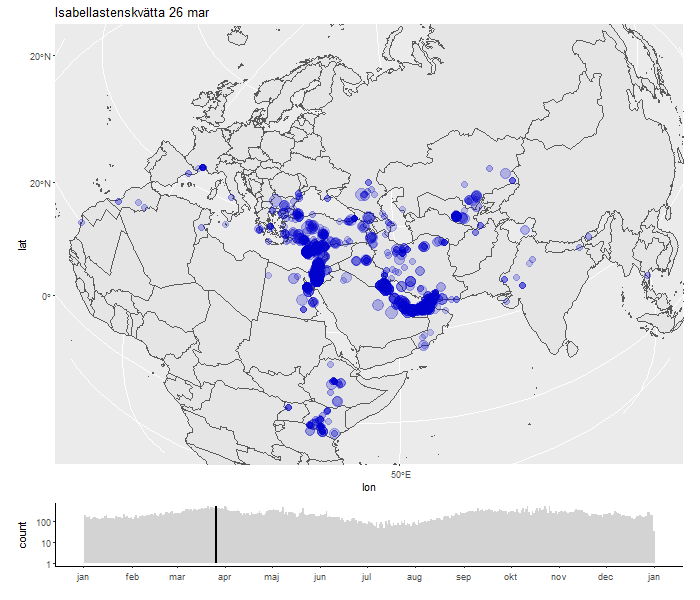 Isabellastenskvätta 26 mar
20°N
20°N
0°
lat
50°E
lon
count
100
10
1
jan feb mar apr maj jun jul aug sep okt nov dec jan